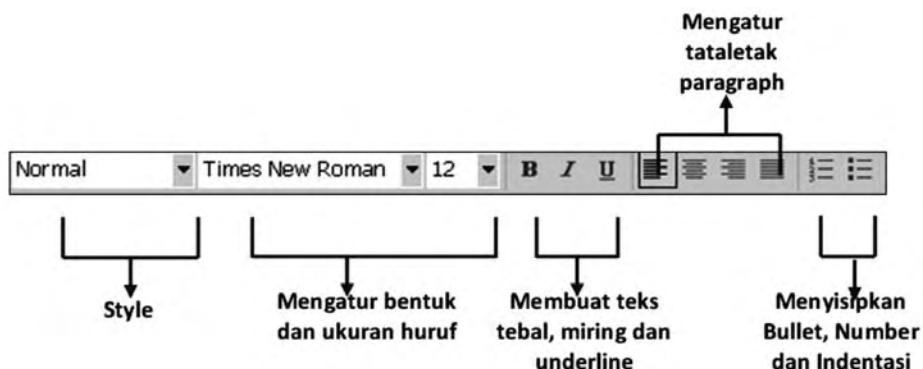 Mengatur
tataletak
paragraph
Normal Times New Roman 12 B I U
Style
Mengatur bentuk
dan ukuran huruf
Membuat teks
tebal, miring dan
underline
Menyisipkan
Bullet, Number
dan Indentasi